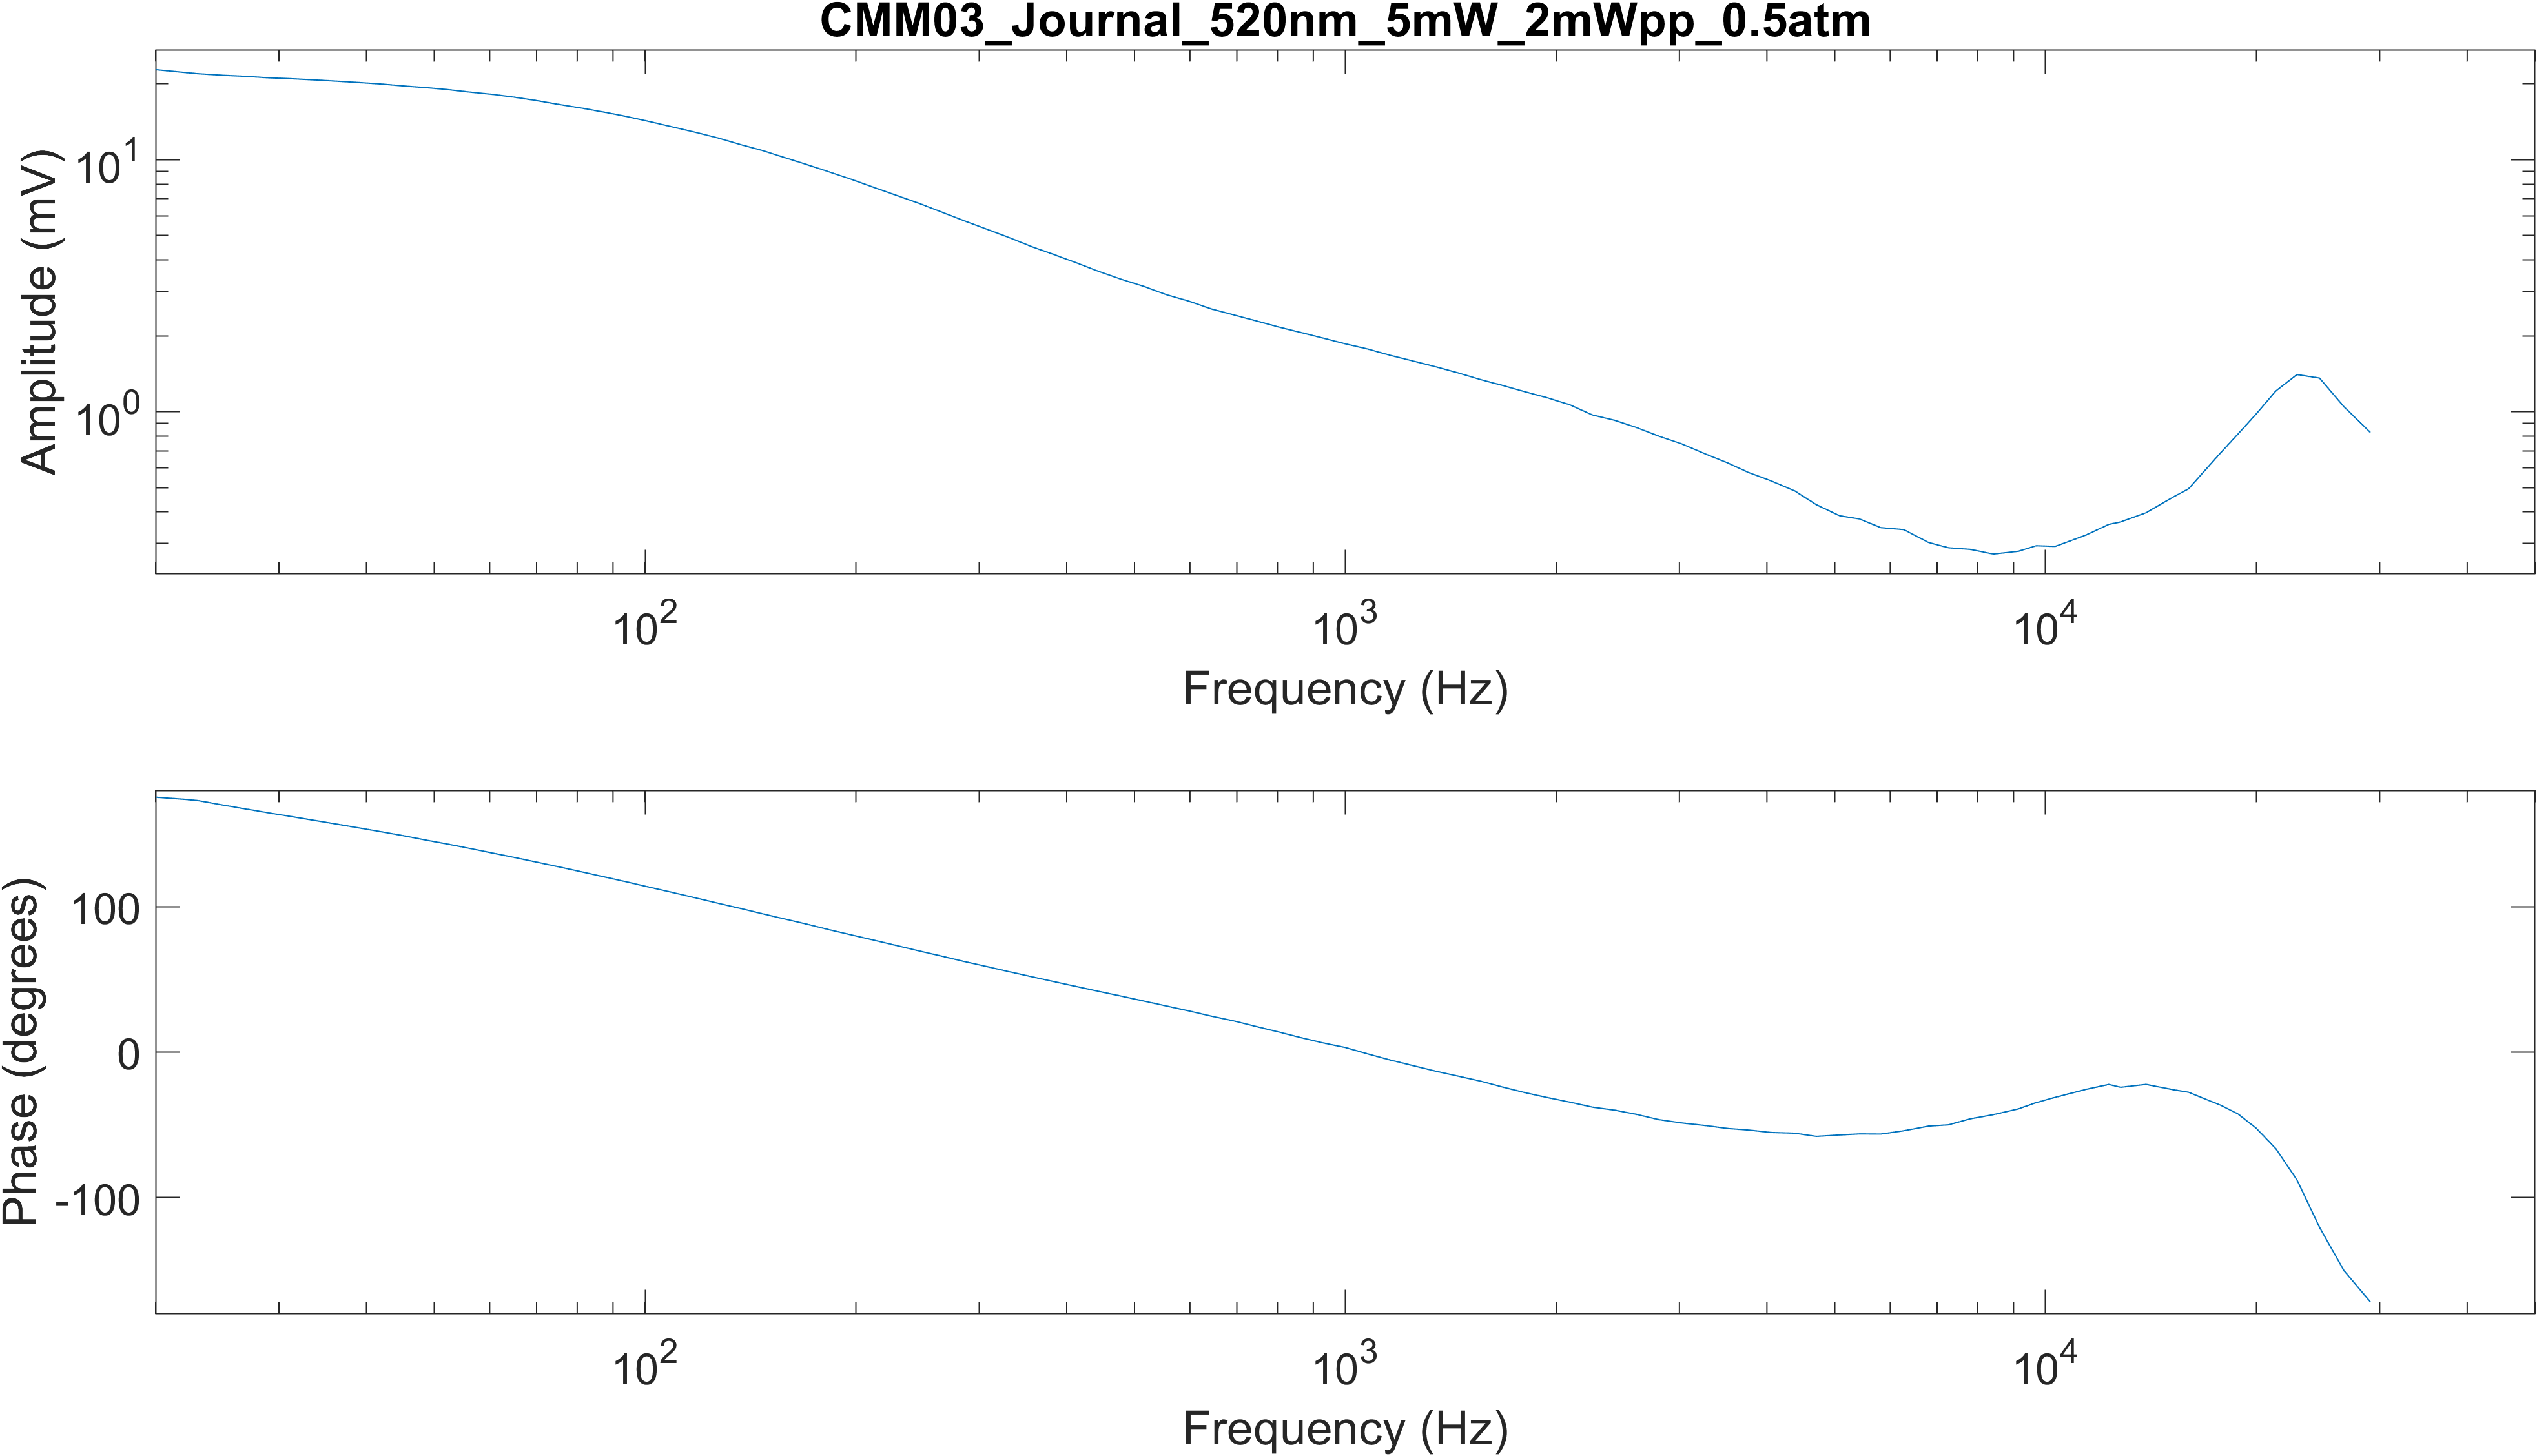 CMM03_Journal_520nm_5mW_2mWpp_0.5atm
Amplitude (mV)
10^1
10^0
10^2
10^3
10^4
Frequency (Hz)
Phase (degrees)
100
0
-100
10^2
10^3
10^4
Frequency (Hz)